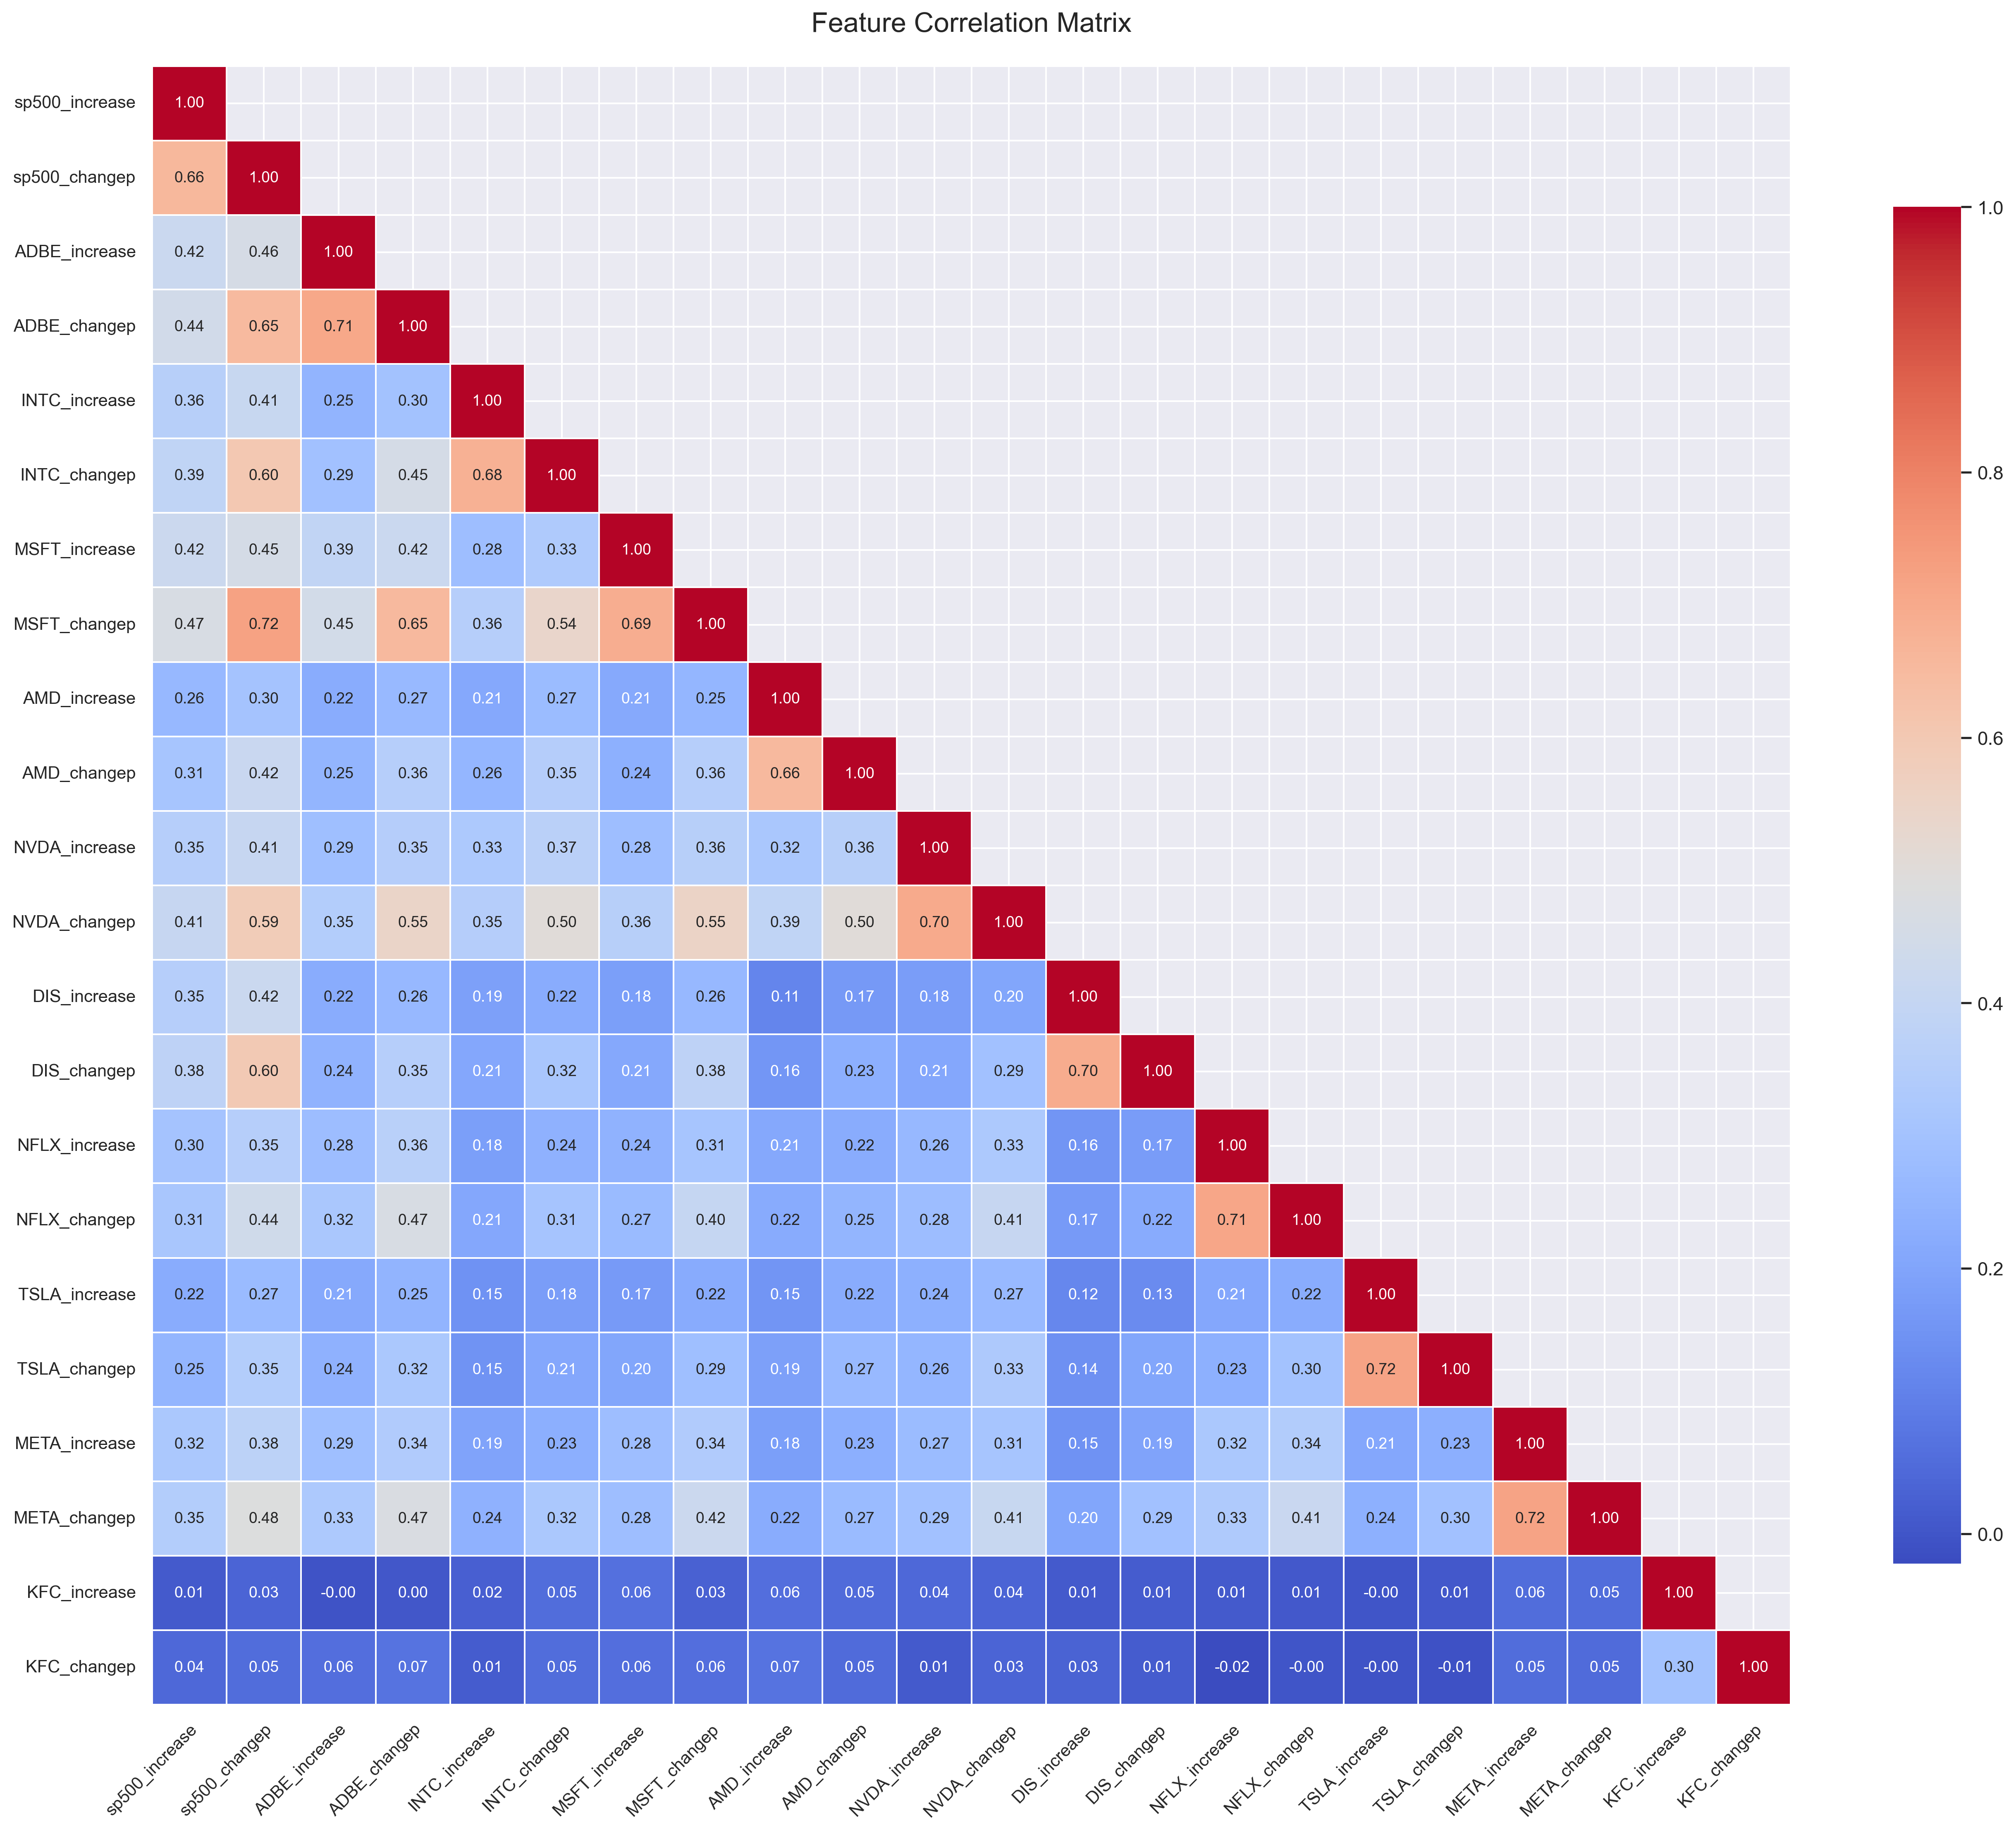 Feature Correlation Matrix
sp500_increase 1.00
sp500_changep 0.66 1.00
ADBE_increase 0.42 0.46 1.00
ADBE_changep 0.44 0.65 0.71 1.00
INTC_increase 0.36 0.41 0.25 0.30 1.00
INTC_changep 0.39 0.60 0.29 0.45 0.68 1.00
MSFT_increase 0.42 0.45 0.39 0.42 0.28 0.33 1.00
MSFT_changep 0.47 0.72 0.45 0.65 0.36 0.54 0.69 1.00
AMD_increase 0.26 0.30 0.22 0.27 0.21 0.27 0.21 0.25 1.00
AMD_changep 0.31 0.42 0.25 0.36 0.26 0.35 0.24 0.36 0.66 1.00
NVDA_increase 0.35 0.41 0.29 0.35 0.33 0.37 0.28 0.36 0.32 0.36 1.00
NVDA_changep 0.41 0.59 0.35 0.55 0.35 0.50 0.36 0.55 0.39 0.50 0.70 1.00
DIS_increase 0.35 0.42 0.22 0.26 0.19 0.22 0.18 0.26 0.11 0.17 0.18 0.20 1.00
DIS_changep 0.38 0.60 0.24 0.35 0.21 0.32 0.21 0.38 0.16 0.23 0.21 0.29 0.70 1.00
NFLX_increase 0.30 0.35 0.28 0.36 0.18 0.24 0.24 0.31 0.21 0.22 0.26 0.33 0.16 0.17 1.00
NFLX_changep 0.31 0.44 0.32 0.47 0.21 0.31 0.27 0.40 0.22 0.25 0.28 0.41 0.17 0.22 0.71 1.00
TSLA_increase 0.22 0.27 0.21 0.25 0.15 0.18 0.17 0.22 0.15 0.22 0.24 0.27 0.12 0.13 0.21 0.22 1.00
TSLA_changep 0.25 0.35 0.24 0.32 0.15 0.21 0.20 0.29 0.19 0.27 0.26 0.33 0.14 0.20 0.23 0.30 0.72 1.00
META_increase 0.32 0.38 0.29 0.34 0.19 0.23 0.28 0.34 0.18 0.23 0.27 0.31 0.15 0.19 0.32 0.34 0.21 0.23 1.00
META_changep 0.35 0.48 0.33 0.47 0.24 0.32 0.28 0.42 0.22 0.27 0.29 0.41 0.20 0.29 0.33 0.41 0.24 0.30 0.72 1.00
KFC_increase 0.01 0.03 -0.00 0.00 0.02 0.05 0.06 0.03 0.06 0.05 0.04 0.04 0.01 0.01 0.01 0.01 -0.00 0.01 0.06 0.05 1.00
KFC_changep 0.04 0.05 0.06 0.07 0.01 0.05 0.06 0.06 0.07 0.05 0.01 0.03 0.03 0.01 -0.02 -0.00 -0.00 -0.01 0.05 0.05 0.30 1.00
sp500_increase sp500_changep ADBE_increase ADBE_changep INTC_increase INTC_changep MSFT_increase MSFT_changep AMD_increase AMD_changep NVDA_increase NVDA_changep DIS_increase DIS_changep NFLX_increase NFLX_changep TSLA_increase TSLA_changep META_increase META_changep KFC_increase KFC_changep
1.0
0.8
0.6
0.4
0.2
0.0